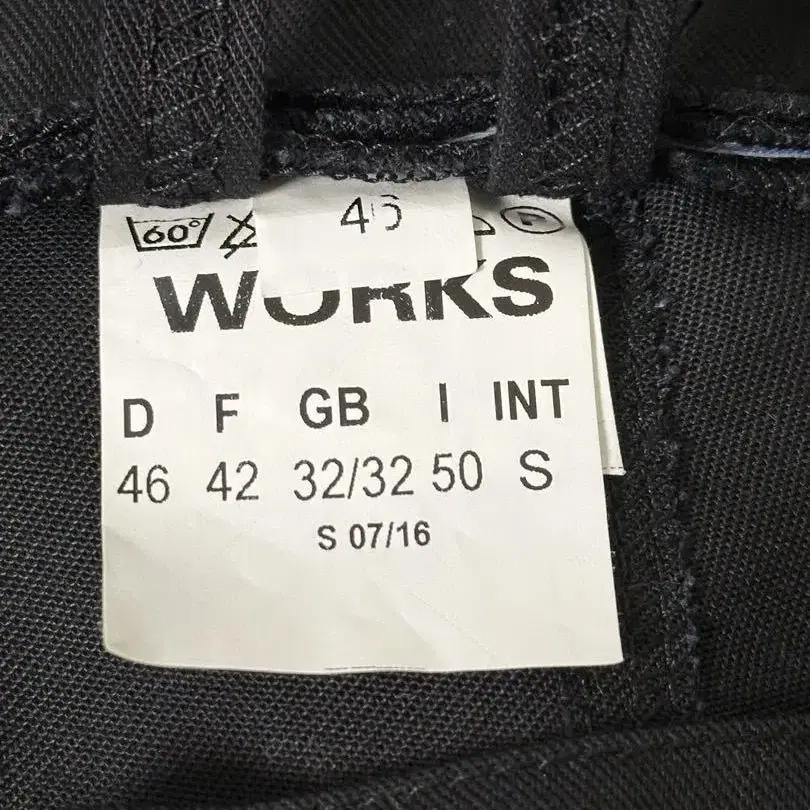 46
60°
F
WORKS
D F GB I INT
46 42 32/32 50 S
S 07/16